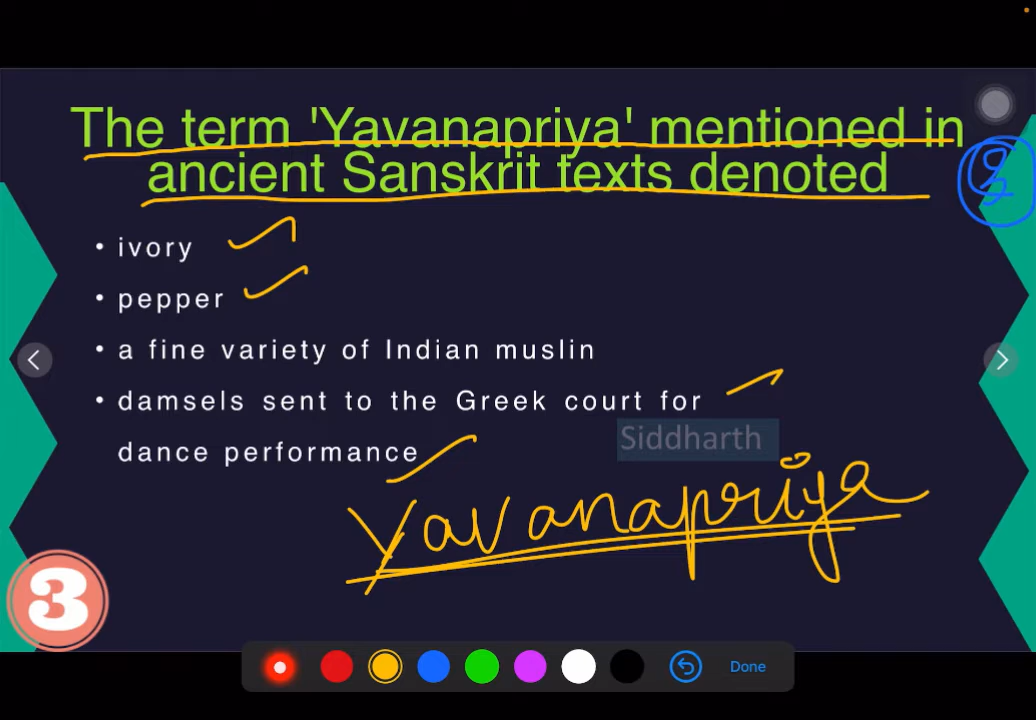 The term 'Yavanapriya' mentioned in
ancient Sanskrit texts denoted
• ivory
• pepper
• a fine variety of Indian muslin
• damsels sent to the Greek court for
dance performance
Siddharth
Yavanapriya
3
Done